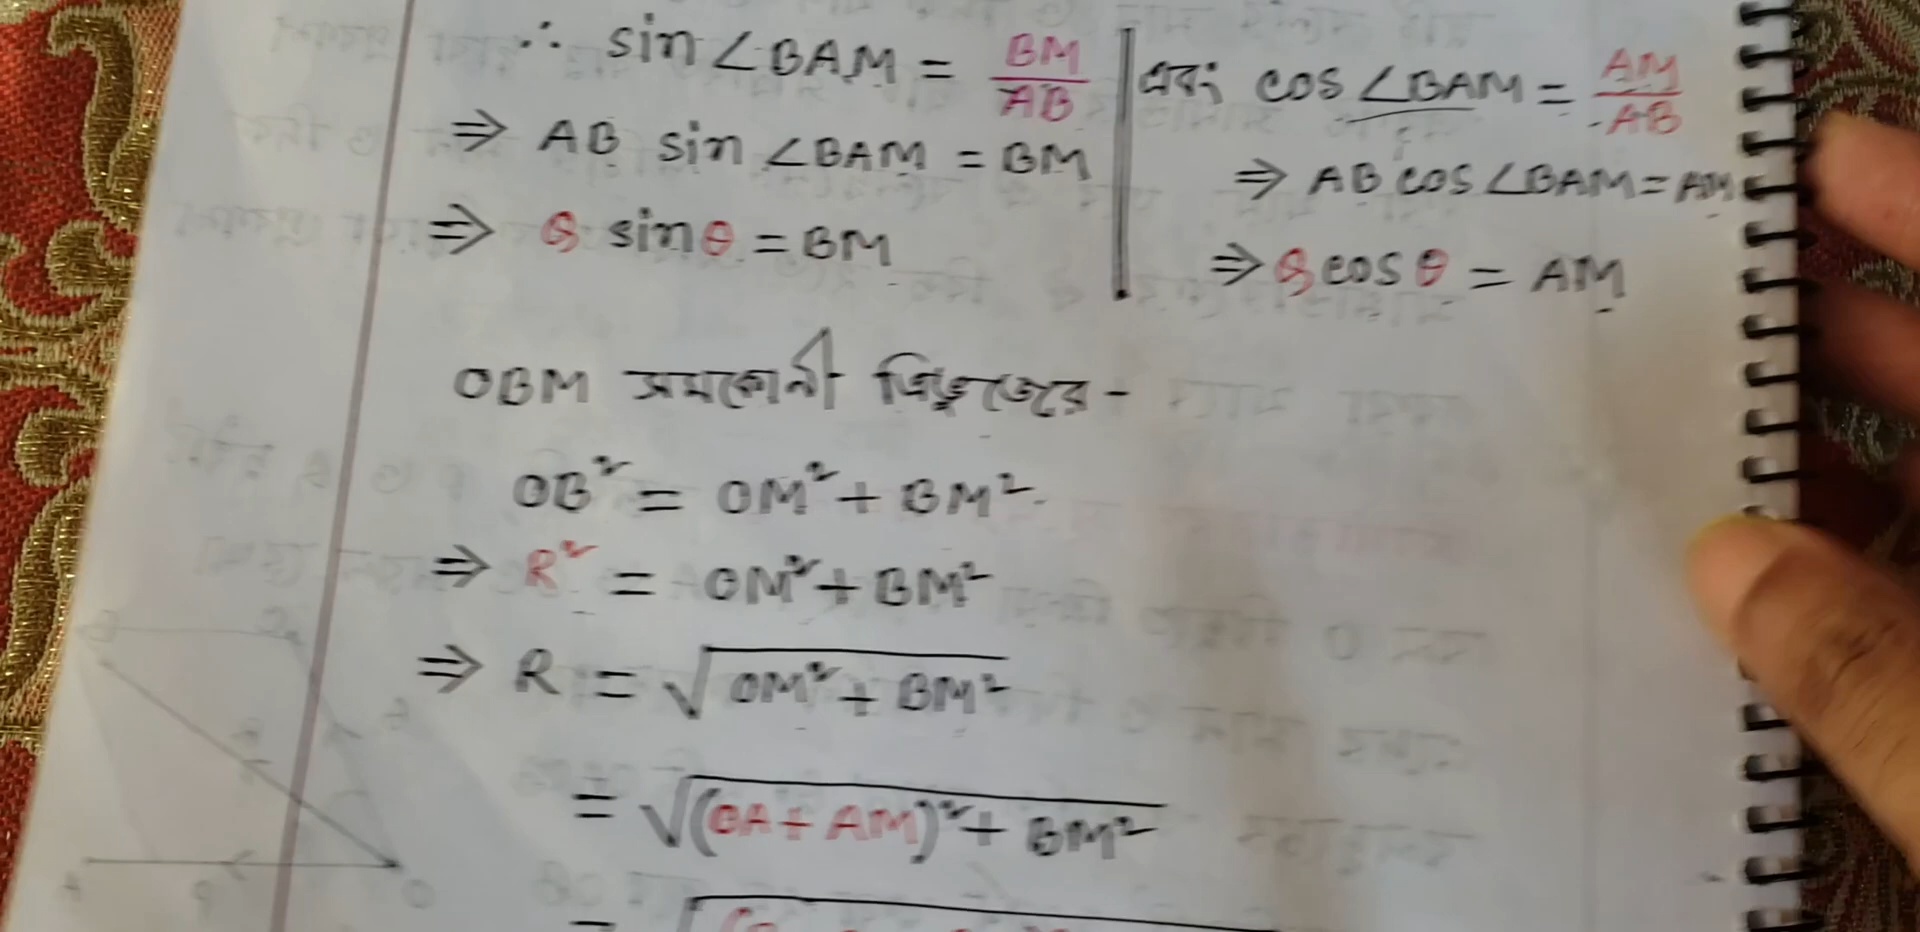 ∴ sin∠BAM = BM/AB | এবং cos∠BAM = AM/AB
⇒ AB sin∠BAM = BM | ⇒ AB cos∠BAM = AM
⇒ Q sinθ = BM | ⇒ Q cosθ = AM
OBM সমকোনী ত্রিভুজের -
OB² = OM² + BM²
⇒ R² = OM² + BM²
⇒ R = √(OM² + BM²)
= √((OA + AM)² + BM²)